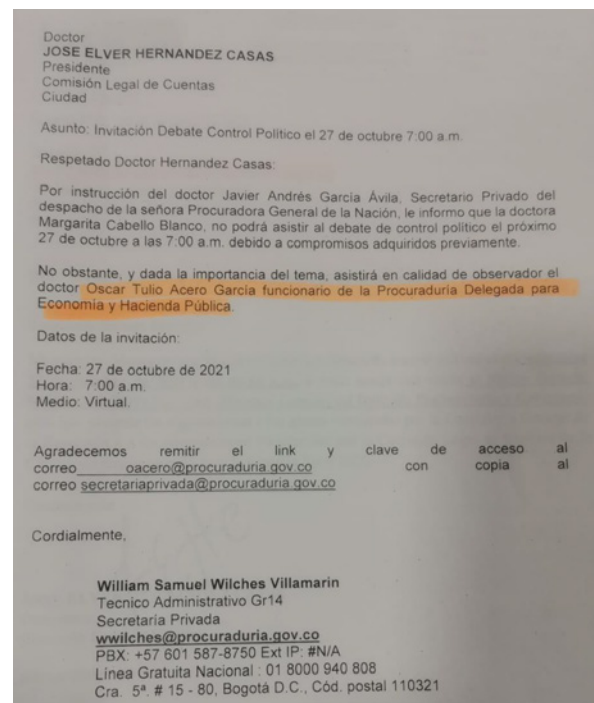 Doctor
JOSE ELVER HERNANDEZ CASAS
Presidente
Comisión Legal de Cuentas
Ciudad
Asunto: Invitación Debate Control Político el 27 de octubre 7:00 a.m.
Respetado Doctor Hernandez Casas:
Por instrucción del doctor Javier Andrés García Ávila, Secretario Privado del
despacho de la señora Procuradora General de la Nación, le informo que la doctora
Margarita Cabello Blanco, no podrá asistir al debate de control político el próximo
27 de octubre a las 7:00 a.m. debido a compromisos adquiridos previamente.
No obstante, y dada la importancia del tema, asistirá en calidad de observador el
doctor Oscar Tulio Acero García funcionario de la Procuraduría Delegada para
Economía y Hacienda Pública.
Datos de la invitación:
Fecha: 27 de octubre de 2021
Hora: 7:00 a.m.
Medio: Virtual.
Agradecemos remitir el link y clave de acceso al
correo oacero@procuraduria.gov.co con copia al
correo secretariaprivada@procuraduria.gov.co
Cordialmente,
William Samuel Wilches Villamarin
Tecnico Administrativo Gr14
Secretaria Privada
wwilches@procuraduria.gov.co
PBX: +57 601 587-8750 Ext IP: #N/A
Línea Gratuita Nacional : 01 8000 940 808
Cra. 5ª. # 15 - 80, Bogotá D.C., Cód. postal 110321